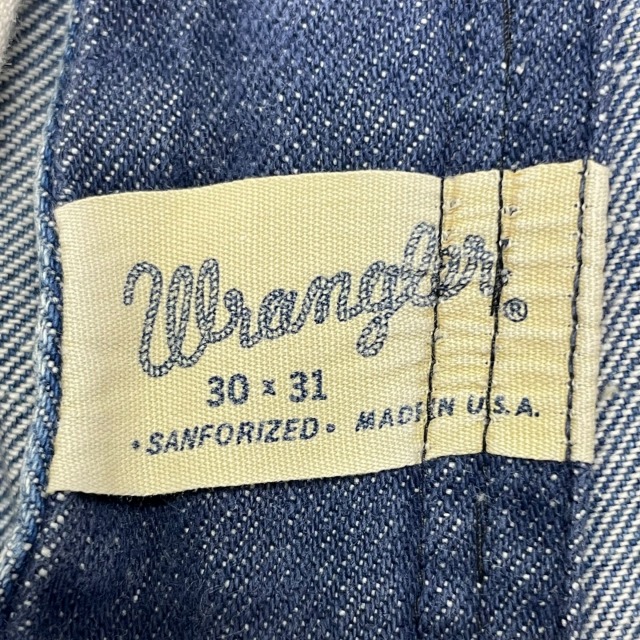 Wrangler®
30 x 31
• SANFORIZED • MADE IN U.S.A.